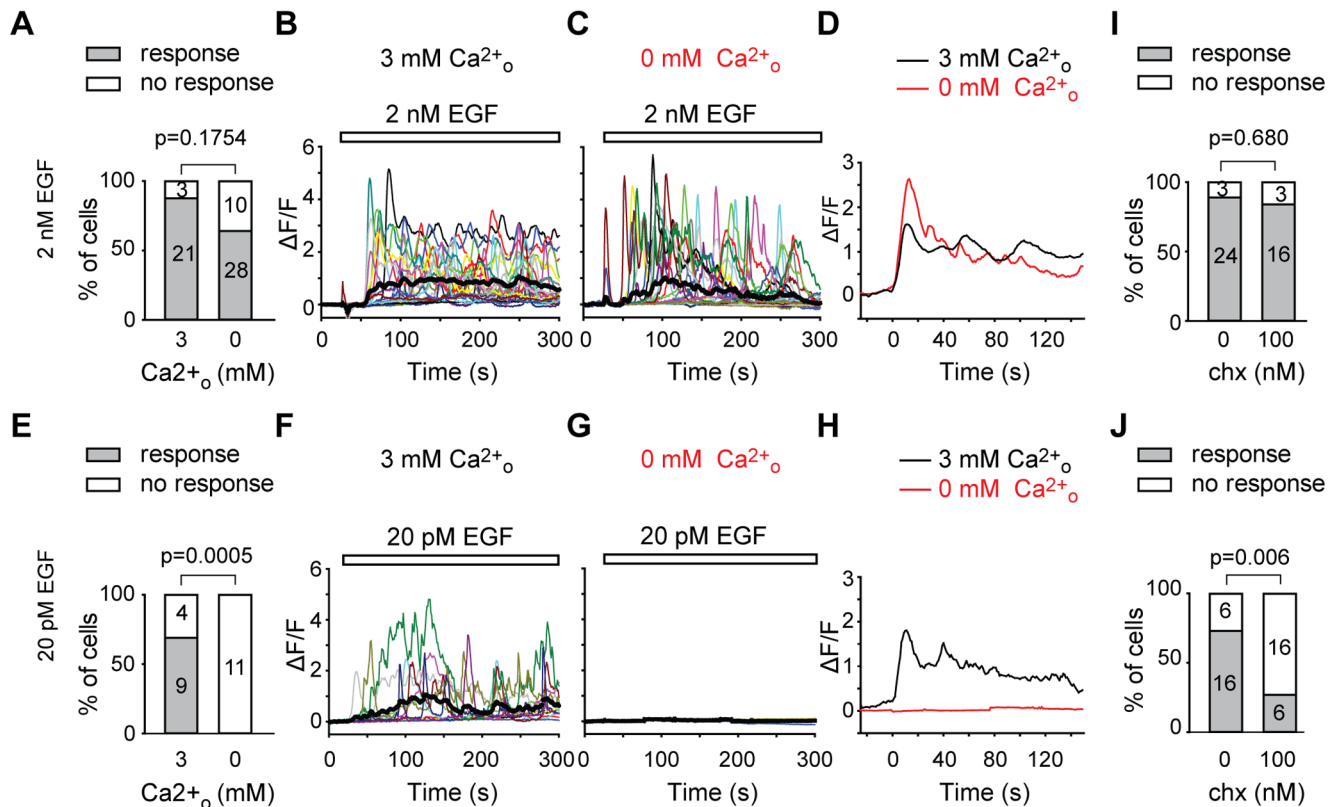 A
response
no response
p=0.1754
2 nM EGF
% of cells
100
50
0
3
21
10
28
3
0
Ca2+o (mM)
B
3 mM Ca²⁺o
2 nM EGF
ΔF/F
6
4
2
0
0
100
200
300
Time (s)
C
0 mM Ca²⁺o
2 nM EGF
0
100
200
300
Time (s)
D
3 mM Ca²⁺o
0 mM Ca²⁺o
ΔF/F
3
2
1
0
0
40
80
120
Time (s)
I
response
no response
p=0.680
% of cells
100
50
0
3
24
3
16
0
100
chx (nM)
E
response
no response
p=0.0005
20 pM EGF
% of cells
100
50
0
4
9
11
3
0
Ca2+o (mM)
F
3 mM Ca²⁺o
20 pM EGF
ΔF/F
6
4
2
0
0
100
200
300
Time (s)
G
0 mM Ca²⁺o
20 pM EGF
0
100
200
300
Time (s)
H
3 mM Ca²⁺o
0 mM Ca²⁺o
ΔF/F
3
2
1
0
0
40
80
120
Time (s)
J
response
no response
p=0.006
% of cells
100
50
0
6
16
16
6
0
100
chx (nM)